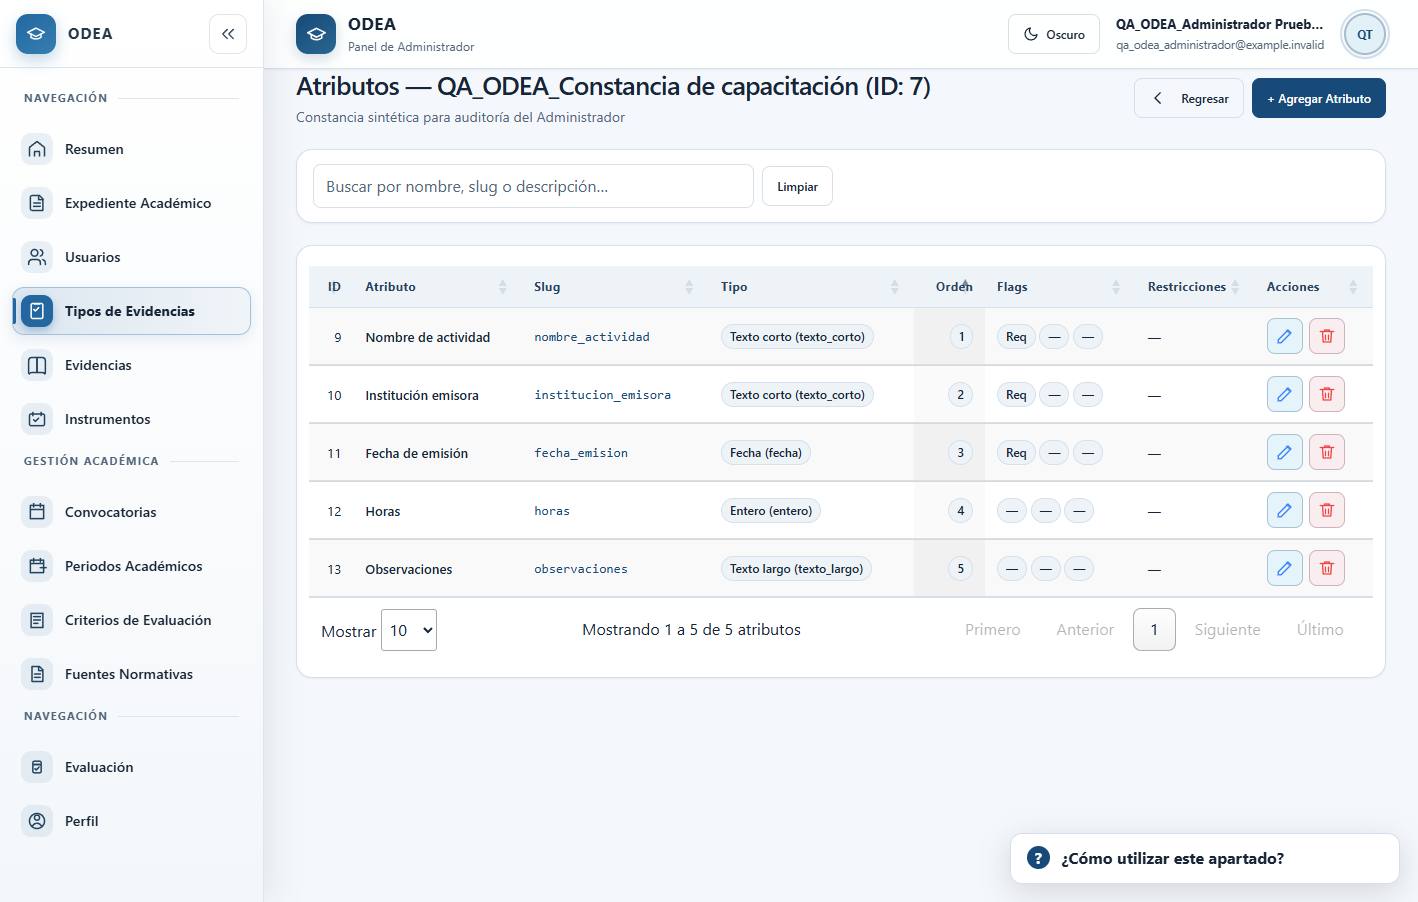 ODEA
NAVEGACIÓN
Resumen
Expediente Académico
Usuarios
Tipos de Evidencias
Evidencias
Instrumentos
GESTIÓN ACADÉMICA
Convocatorias
Periodos Académicos
Criterios de Evaluación
Fuentes Normativas
NAVEGACIÓN
Evaluación
Perfil
ODEA
Panel de Administrador
Oscuro
QA_ODEA_Administrador Prueb...
qa_odea_administrador@example.invalid
QT
Atributos — QA_ODEA_Constancia de capacitación (ID: 7)
Constancia sintética para auditoría del Administrador
Regresar
+ Agregar Atributo
Buscar por nombre, slug o descripción...
Limpiar
ID Atributo Slug Tipo Orden Flags Restricciones Acciones
9 Nombre de actividad nombre_actividad Texto corto (texto_corto) 1 Req — — —
10 Institución emisora institucion_emisora Texto corto (texto_corto) 2 Req — — —
11 Fecha de emisión fecha_emision Fecha (fecha) 3 Req — — —
12 Horas horas Entero (entero) 4 — — — —
13 Observaciones observaciones Texto largo (texto_largo) 5 — — — —
Mostrar 10 Mostrando 1 a 5 de 5 atributos Primero Anterior 1 Siguiente Último
? ¿Cómo utilizar este apartado?